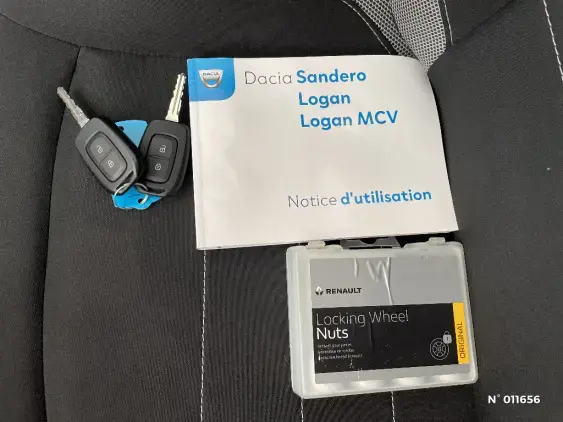 DACIA
Dacia Sandero
Logan
Logan MCV
Notice d'utilisation
RENAULT
Locking Wheel
Nuts
ORIGINAL
N° 011656